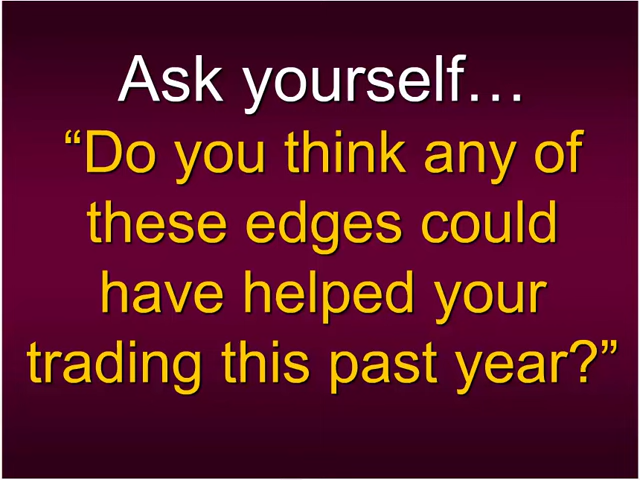 Ask yourself…
“Do you think any of
these edges could
have helped your
trading this past year?”